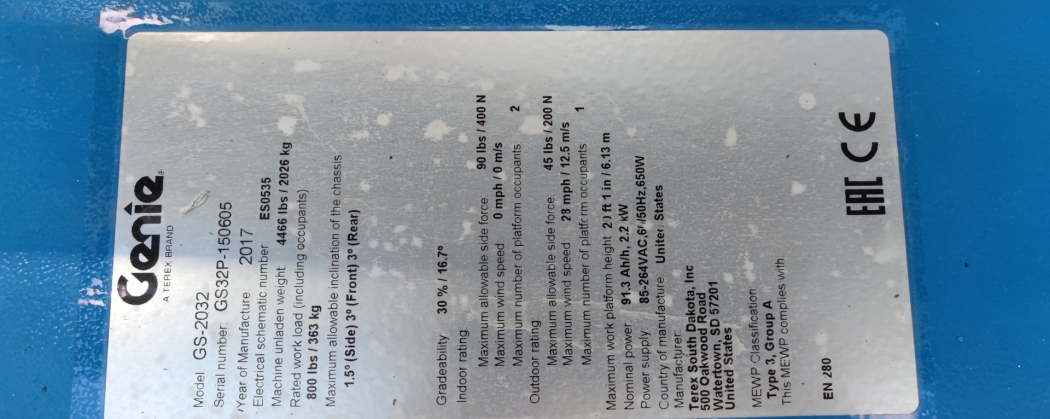 Genie
A TEREX BRAND
Model GS-2032
Serial number GS32P-150605
Year of Manufacture 2017
Electrical schematic number ES0535
Machine unladen weight 4466 lbs / 2026 kg
Rated work load (including occupants)
800 lbs / 363 kg
Maximum allowable inclination of the chassis
1.5° (Side) 3° (Front) 3° (Rear)
Gradeability 30 % / 16.7°
Indoor rating
Maximum allowable side force 90 lbs / 400 N
Maximum wind speed 0 mph / 0 m/s
Maximum number of platform occupants 2
Outdoor rating
Maximum allowable side force 45 lbs / 200 N
Maximum wind speed 28 mph / 12.5 m/s
Maximum number of platform occupants 1
Maximum work platform height ft 1 in / 6.13 m
Nominal power 91.3 Ah/h, 2.2 kW
Power supply 85-264VAC, /50Hz,650W
Country of manufacture United States
Manufacturer
Terex South Dakota, Inc
500 Oakwood Road
Watertown, SD 57201
United States
MEWP Classification
Type 3, Group A
This MEWP complies with
EN 280
EAC CE